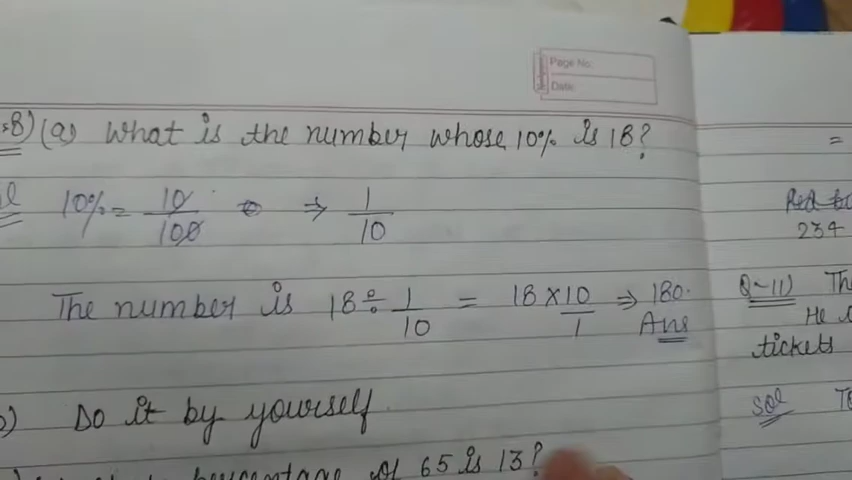 Page No:
Date:
8) (a) What is the number whose 10% is 18?
10% = 10/100 ⇒ 1/10
The number is 18 ÷ 1/10 = 18 × 10/1 ⇒ 180.
Ans
Do it by yourself
of 65 is 13?
=
234
Q-11)
He
tickets
Sol